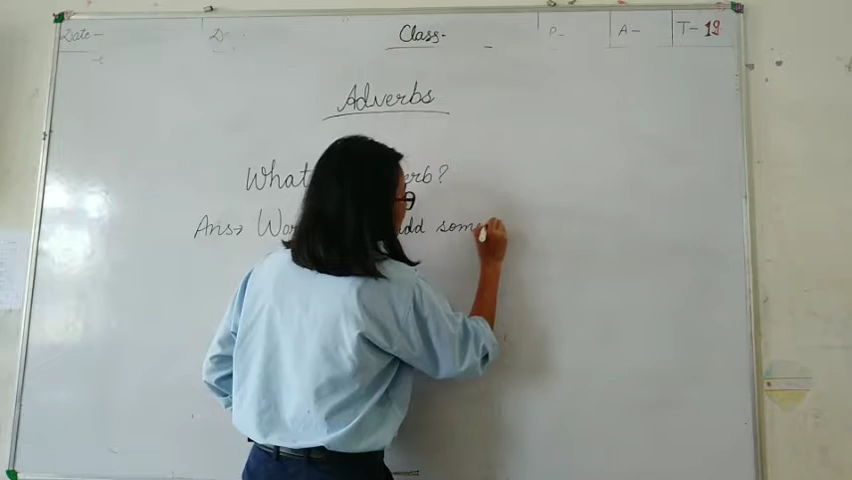 Date- D- Class- P- A- T- 19
Adverbs
What erb?
Ans→ Wor add som